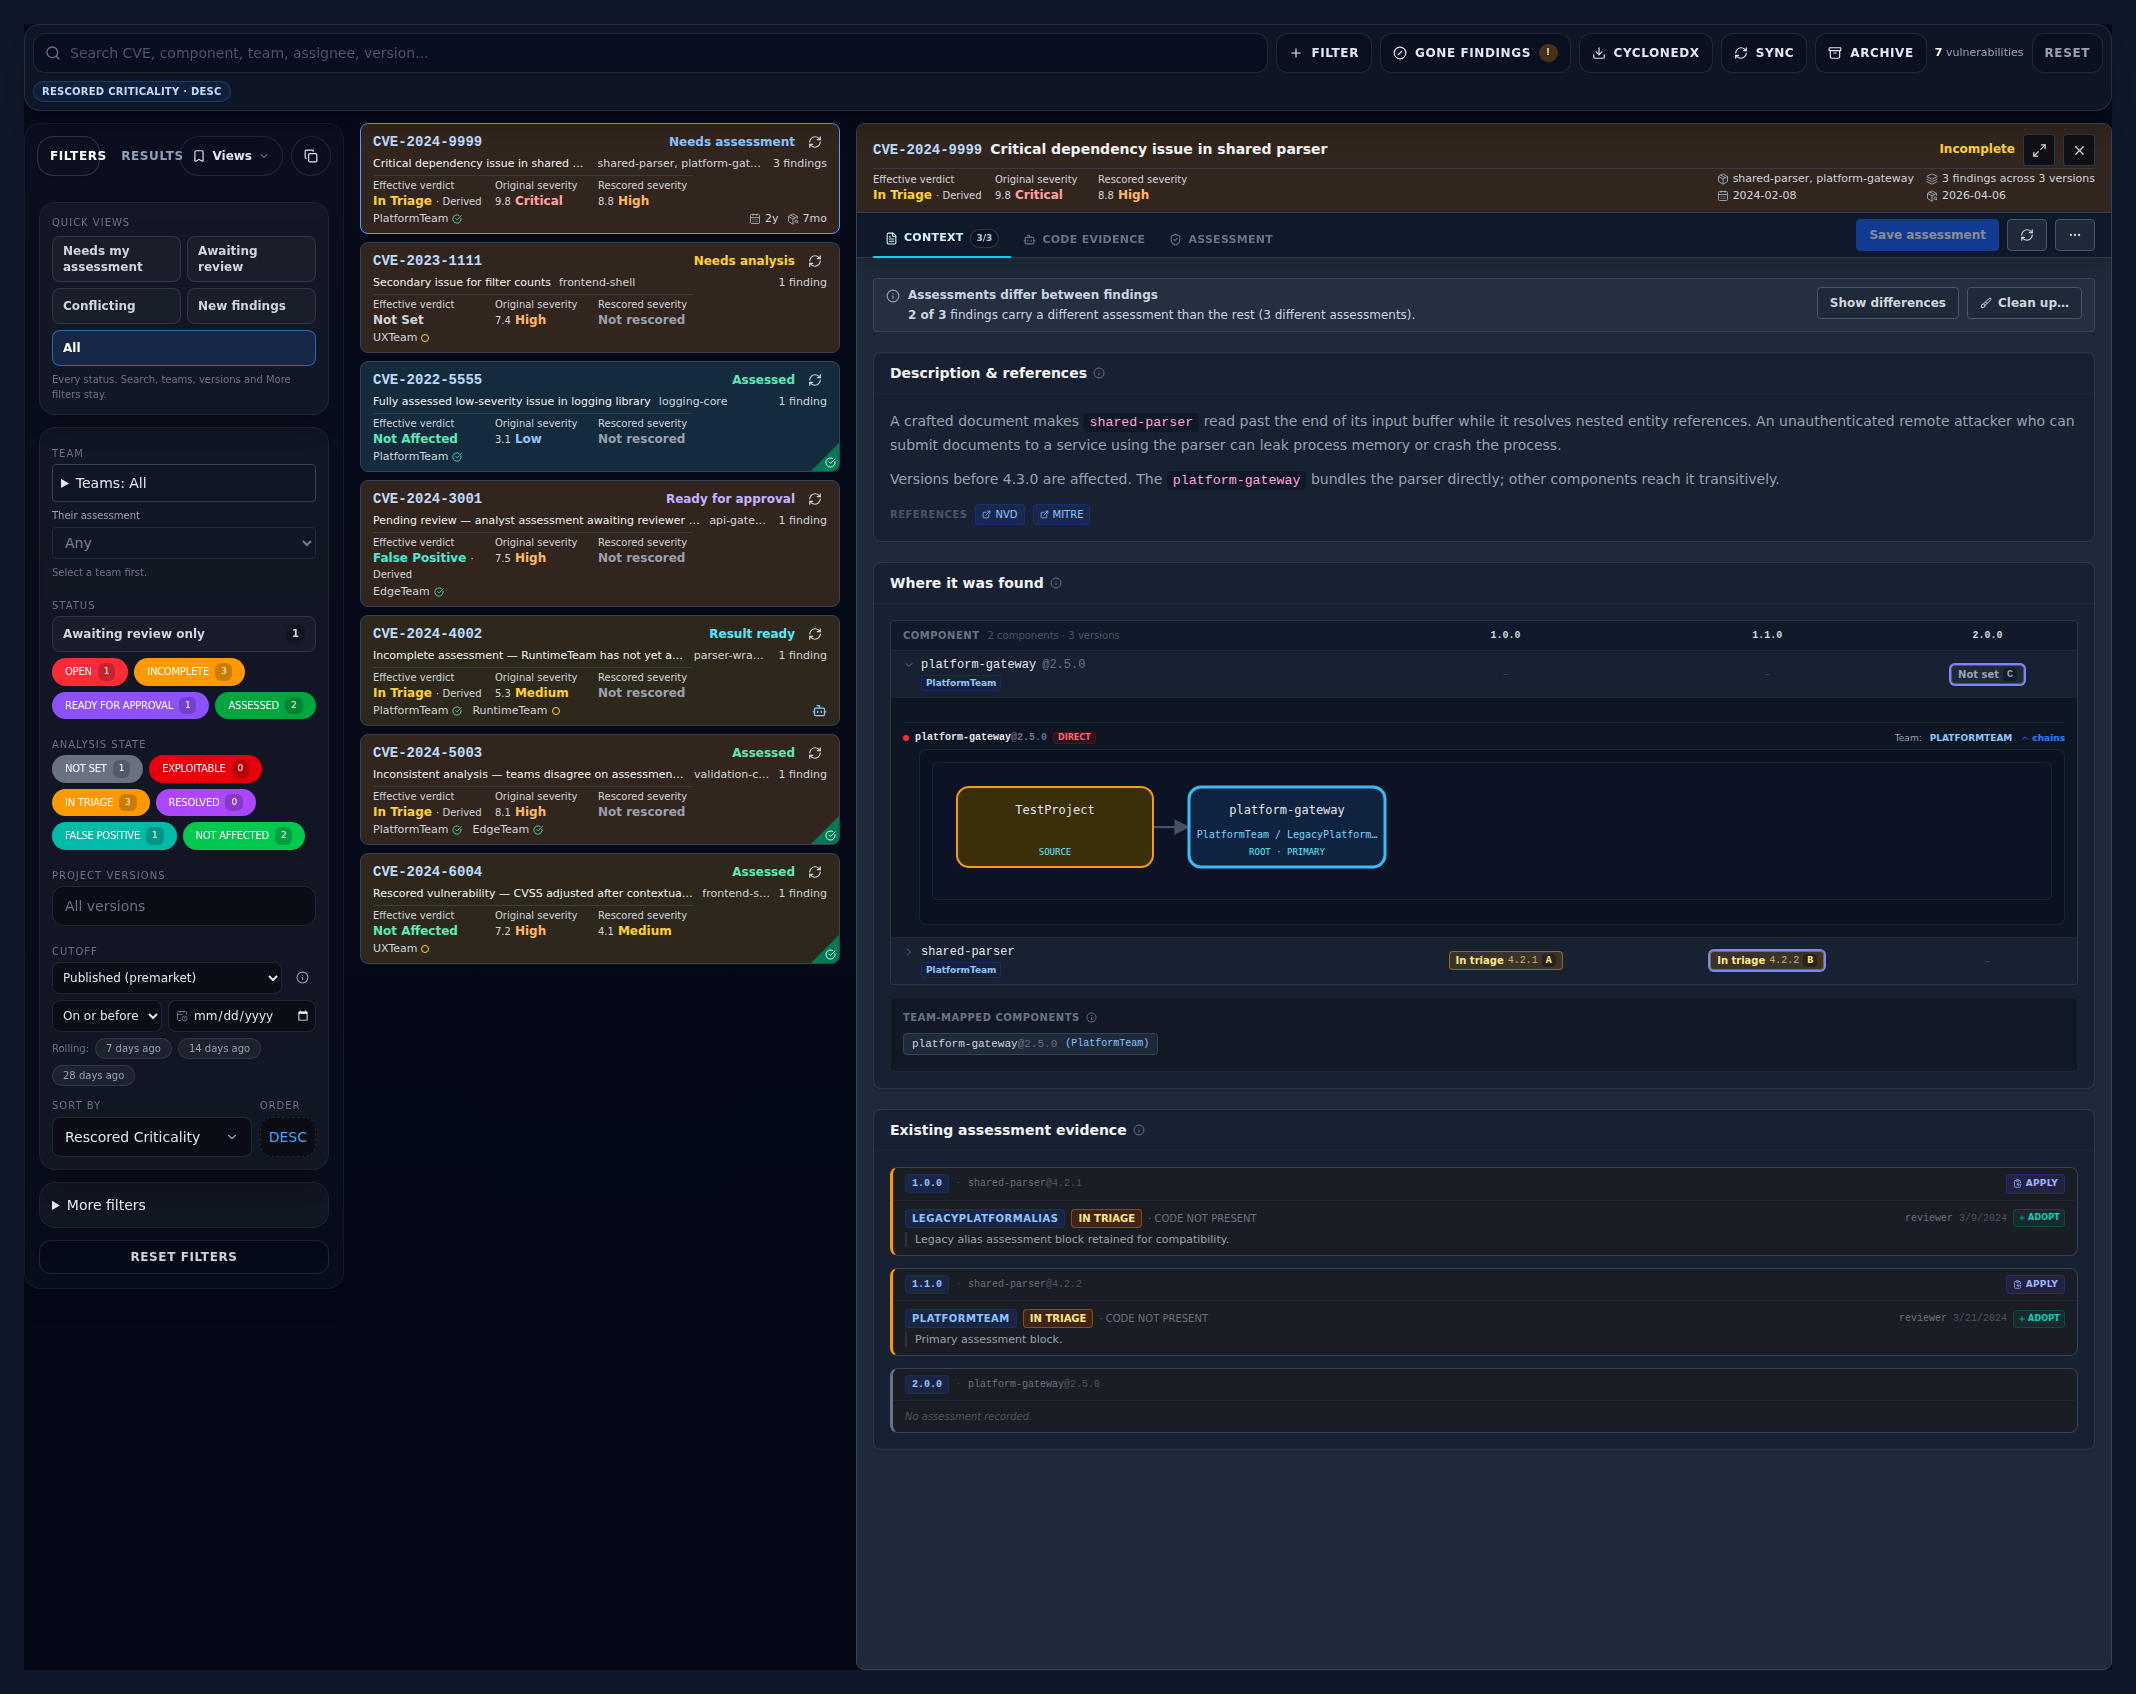 Search CVE, component, team, assignee, version...
FILTER
GONE FINDINGS !
CYCLONEDX
SYNC
ARCHIVE
7 vulnerabilities
RESET
RESCORED CRITICALITY · DESC
FILTERS
RESULTS
Views
QUICK VIEWS
Needs my assessment
Awaiting review
Conflicting
New findings
All
Every status. Search, teams, versions and More
filters stay.
TEAM
Teams: All
Their assessment
Any
Select a team first.
STATUS
Awaiting review only 1
OPEN 1
INCOMPLETE 3
READY FOR APPROVAL 1
ASSESSED 2
ANALYSIS STATE
NOT SET 1
EXPLOITABLE 0
IN TRIAGE 3
RESOLVED 0
FALSE POSITIVE 1
NOT AFFECTED 2
PROJECT VERSIONS
All versions
CUTOFF
Published (premarket)
On or before
mm/dd/yyyy
Rolling: 7 days ago 14 days ago
28 days ago
SORT BY ORDER
Rescored Criticality DESC
More filters
RESET FILTERS
CVE-2024-9999 Needs assessment
Critical dependency issue in shared ... shared-parser, platform-gat... 3 findings
Effective verdict Original severity Rescored severity
In Triage · Derived 9.8 Critical 8.8 High
PlatformTeam 2y 7mo
CVE-2023-1111 Needs analysis
Secondary issue for filter counts frontend-shell 1 finding
Effective verdict Original severity Rescored severity
Not Set 7.4 High Not rescored
UXTeam
CVE-2022-5555 Assessed
Fully assessed low-severity issue in logging library logging-core 1 finding
Effective verdict Original severity Rescored severity
Not Affected 3.1 Low Not rescored
PlatformTeam
CVE-2024-3001 Ready for approval
Pending review — analyst assessment awaiting reviewer ... api-gate... 1 finding
Effective verdict Original severity Rescored severity
False Positive · Derived 7.5 High Not rescored
EdgeTeam
CVE-2024-4002 Result ready
Incomplete assessment — RuntimeTeam has not yet a... parser-wra... 1 finding
Effective verdict Original severity Rescored severity
In Triage · Derived 5.3 Medium Not rescored
PlatformTeam RuntimeTeam
CVE-2024-5003 Assessed
Inconsistent analysis — teams disagree on assessmen... validation-c... 1 finding
Effective verdict Original severity Rescored severity
In Triage · Derived 8.1 High Not rescored
PlatformTeam EdgeTeam
CVE-2024-6004 Assessed
Rescored vulnerability — CVSS adjusted after contextua... frontend-s... 1 finding
Effective verdict Original severity Rescored severity
Not Affected 7.2 High 4.1 Medium
UXTeam
CVE-2024-9999 Critical dependency issue in shared parser Incomplete
Effective verdict Original severity Rescored severity
In Triage · Derived 9.8 Critical 8.8 High
shared-parser, platform-gateway 3 findings across 3 versions
2024-02-08 2026-04-06
CONTEXT 3/3
CODE EVIDENCE
ASSESSMENT
Save assessment
...
Assessments differ between findings
2 of 3 findings carry a different assessment than the rest (3 different assessments).
Show differences
Clean up...
Description & references
A crafted document makes shared-parser read past the end of its input buffer while it resolves nested entity references. An unauthenticated remote attacker who can
submit documents to a service using the parser can leak process memory or crash the process.
Versions before 4.3.0 are affected. The platform-gateway bundles the parser directly; other components reach it transitively.
REFERENCES NVD MITRE
Where it was found
COMPONENT 2 components · 3 versions 1.0.0 1.1.0 2.0.0
platform-gateway @2.5.0 – – Not set C
PlatformTeam
platform-gateway@2.5.0 DIRECT Team: PLATFORMTEAM chains
TestProject
SOURCE
platform-gateway
PlatformTeam / LegacyPlatform…
ROOT · PRIMARY
shared-parser In triage 4.2.1 A In triage 4.2.2 B –
PlatformTeam
TEAM-MAPPED COMPONENTS
platform-gateway@2.5.0 (PlatformTeam)
Existing assessment evidence
1.0.0 · shared-parser@4.2.1 APPLY
LEGACYPLATFORMALIAS IN TRIAGE · CODE NOT PRESENT reviewer 3/9/2024 + ADOPT
Legacy alias assessment block retained for compatibility.
1.1.0 · shared-parser@4.2.2 APPLY
PLATFORMTEAM IN TRIAGE · CODE NOT PRESENT reviewer 3/21/2024 + ADOPT
Primary assessment block.
2.0.0 · platform-gateway@2.5.0
No assessment recorded.